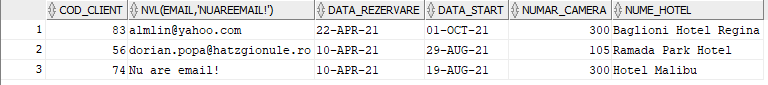 COD_CLIENT NVL(EMAIL,'NUAREEMAIL!') DATA_REZERVARE DATA_START NUMAR_CAMERA NUME_HOTEL
1 83 almlin@yahoo.com 22-APR-21 01-OCT-21 300 Baglioni Hotel Regina
2 56 dorian.popa@hatzgionule.ro 10-APR-21 29-AUG-21 105 Ramada Park Hotel
3 74 Nu are email! 10-APR-21 19-AUG-21 300 Hotel Malibu